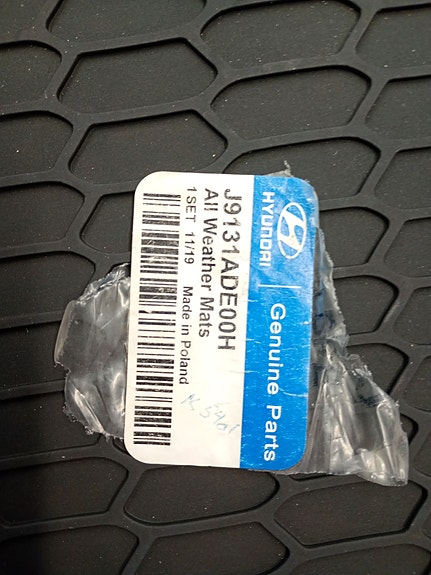 HYUNDAI | Genuine Parts
J9131ADE00H
All Weather Mats
1 SET 11/19 Made in Poland